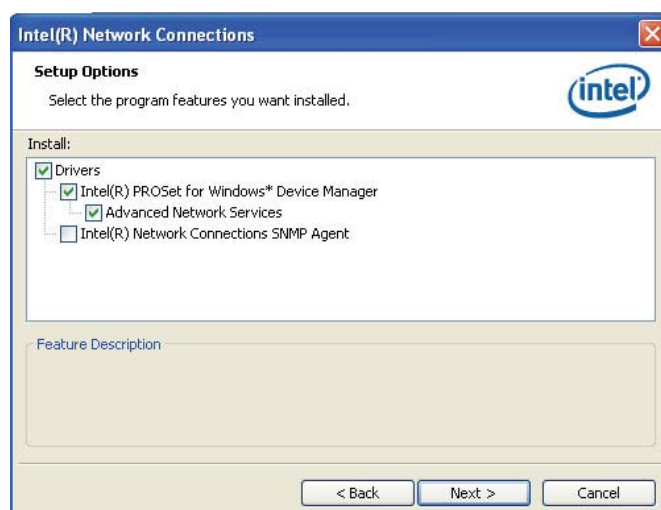 Intel(R) Network Connections
Setup Options
Select the program features you want installed.
intel
Install:
Drivers
Intel(R) PROSet for Windows* Device Manager
Advanced Network Services
Intel(R) Network Connections SNMP Agent
Feature Description
< Back
Next >
Cancel